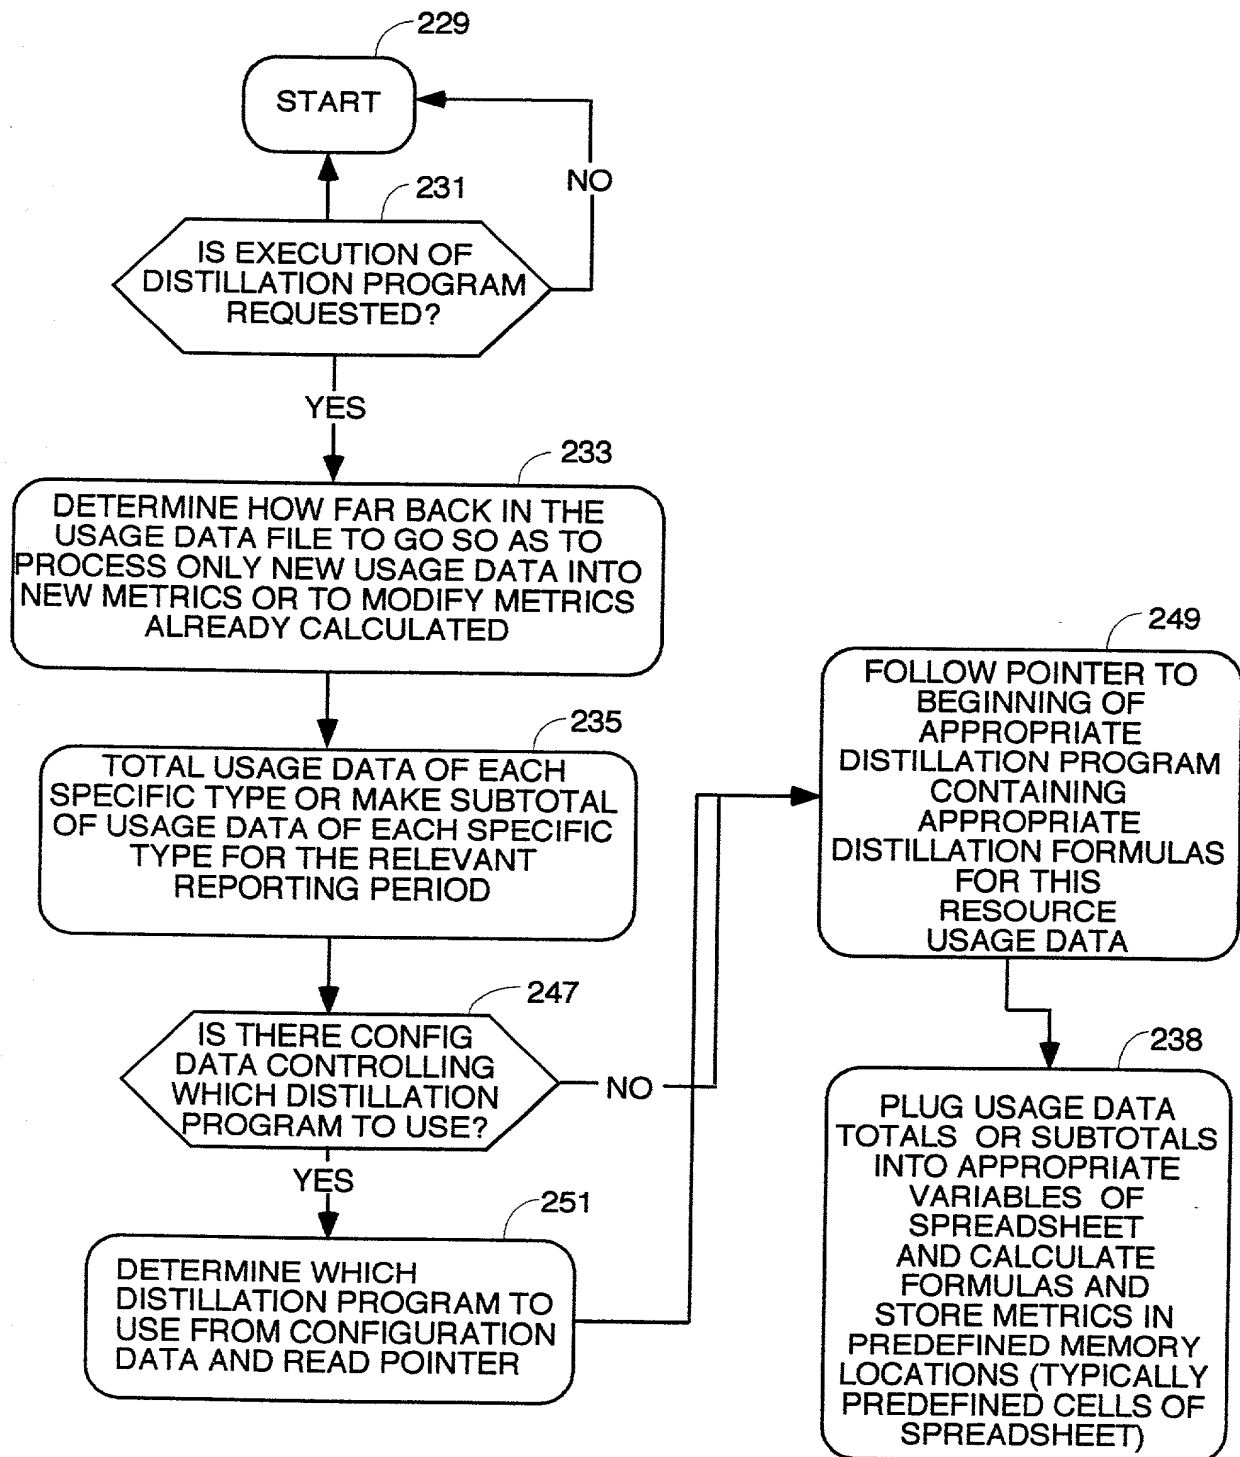 229
START
NO
231
IS EXECUTION OF
DISTILLATION PROGRAM
REQUESTED?
YES
233
DETERMINE HOW FAR BACK IN THE
USAGE DATA FILE TO GO SO AS TO
PROCESS ONLY NEW USAGE DATA INTO
NEW METRICS OR TO MODIFY METRICS
ALREADY CALCULATED
235
TOTAL USAGE DATA OF EACH
SPECIFIC TYPE OR MAKE SUBTOTAL
OF USAGE DATA OF EACH SPECIFIC
TYPE FOR THE RELEVANT
REPORTING PERIOD
247
IS THERE CONFIG
DATA CONTROLLING
WHICH DISTILLATION
PROGRAM TO USE?
NO
YES
251
DETERMINE WHICH
DISTILLATION PROGRAM TO
USE FROM CONFIGURATION
DATA AND READ POINTER
249
FOLLOW POINTER TO
BEGINNING OF
APPROPRIATE
DISTILLATION PROGRAM
CONTAINING
APPROPRIATE
DISTILLATION FORMULAS
FOR THIS
RESOURCE
USAGE DATA
238
PLUG USAGE DATA
TOTALS OR SUBTOTALS
INTO APPROPRIATE
VARIABLES OF
SPREADSHEET
AND CALCULATE
FORMULAS AND
STORE METRICS IN
PREDEFINED MEMORY
LOCATIONS (TYPICALLY
PREDEFINED CELLS OF
SPREADSHEET)